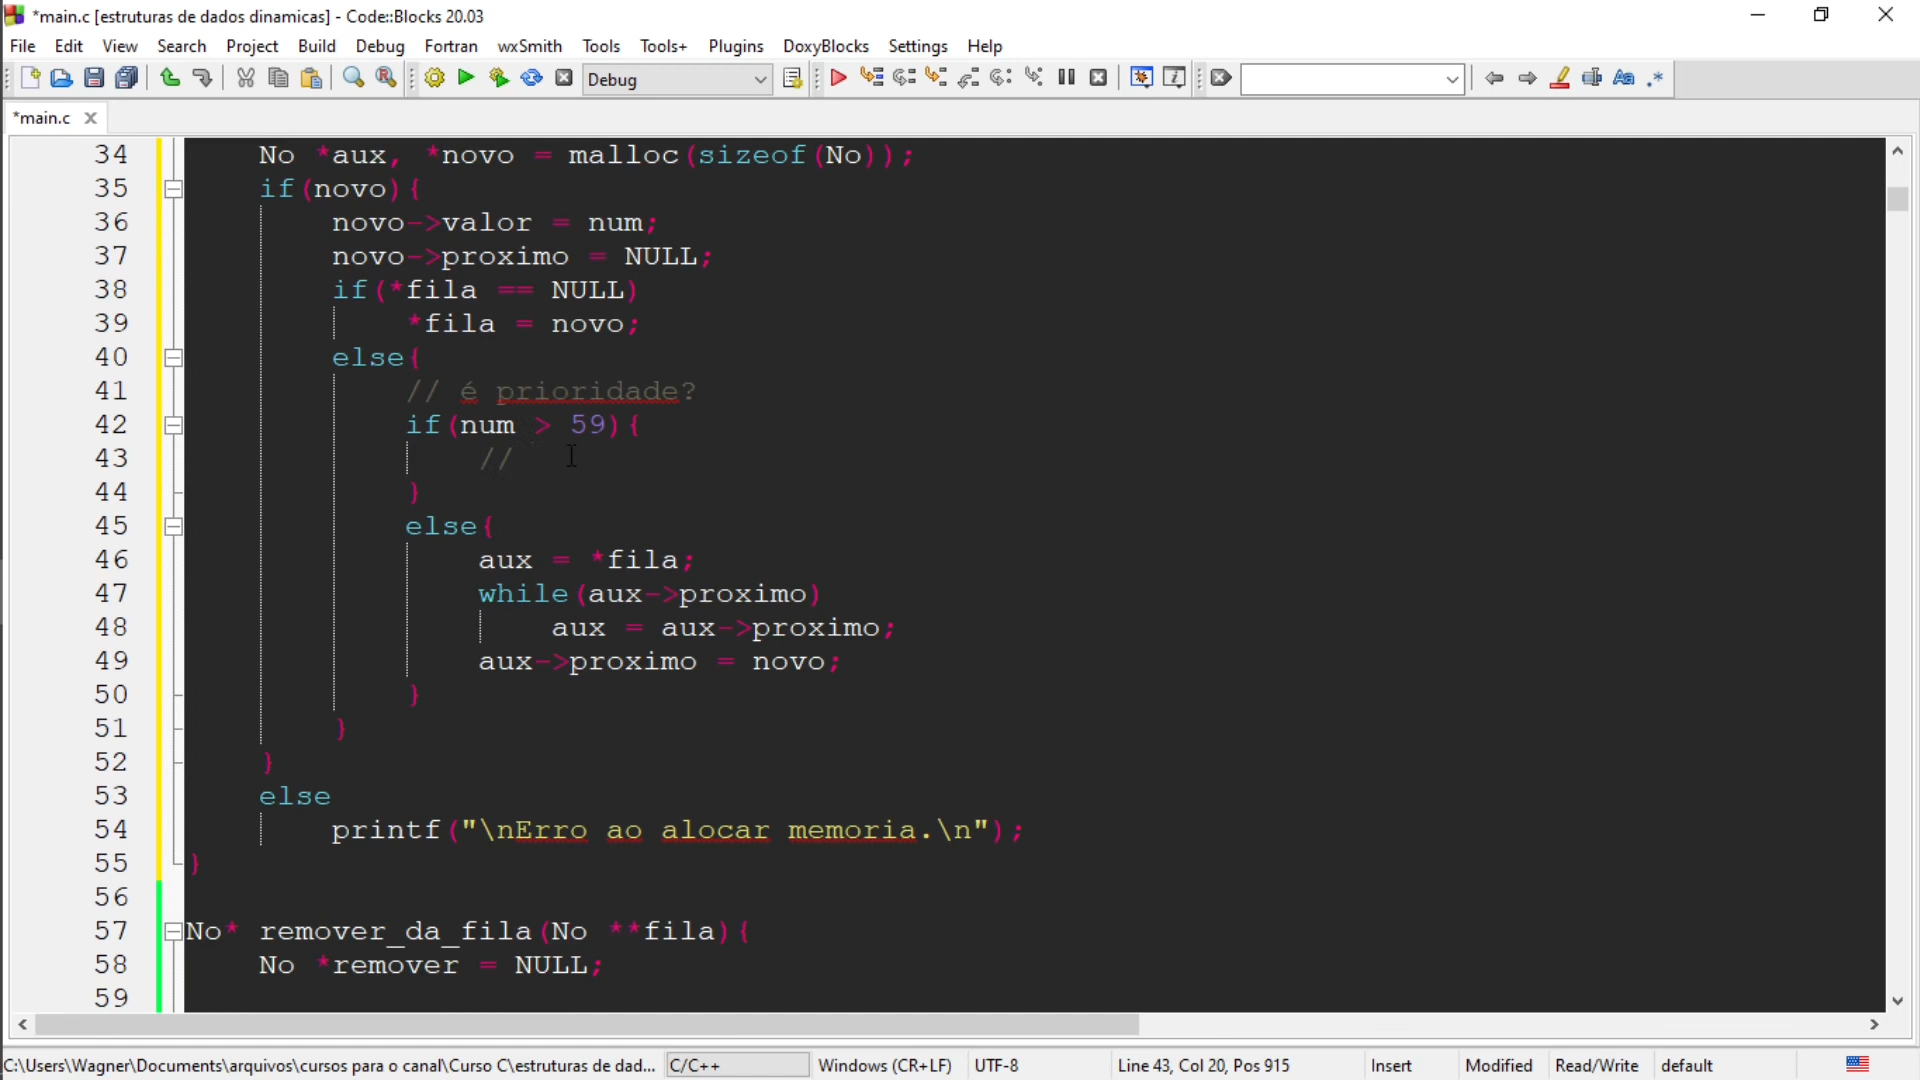 *main.c [estruturas de dados dinamicas] - Code::Blocks 20.03
File Edit View Search Project Build Debug Fortran wxSmith Tools Tools+ Plugins DoxyBlocks Settings Help
Debug
*main.c
34 No *aux, *novo = malloc(sizeof(No));
35 if(novo){
36 novo->valor = num;
37 novo->proximo = NULL;
38 if(*fila == NULL)
39 *fila = novo;
40 else{
41 // é prioridade?
42 if(num > 59){
43 //
44 }
45 else{
46 aux = *fila;
47 while(aux->proximo)
48 aux = aux->proximo;
49 aux->proximo = novo;
50 }
51 }
52 }
53 else
54 printf("\nErro ao alocar memoria.\n");
55 }
56
57 No* remover_da_fila(No **fila){
58 No *remover = NULL;
59
C:\Users\Wagner\Documents\arquivos\cursos para o canal\Curso C\estruturas de dad... C/C++ Windows (CR+LF) UTF-8 Line 43, Col 20, Pos 915 Insert Modified Read/Write default